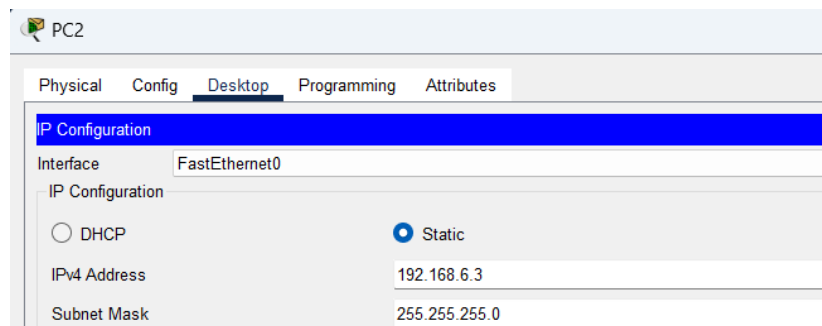 PC2
Physical Config Desktop Programming Attributes
IP Configuration
Interface FastEthernet0
IP Configuration
DHCP Static
IPv4 Address 192.168.6.3
Subnet Mask 255.255.255.0